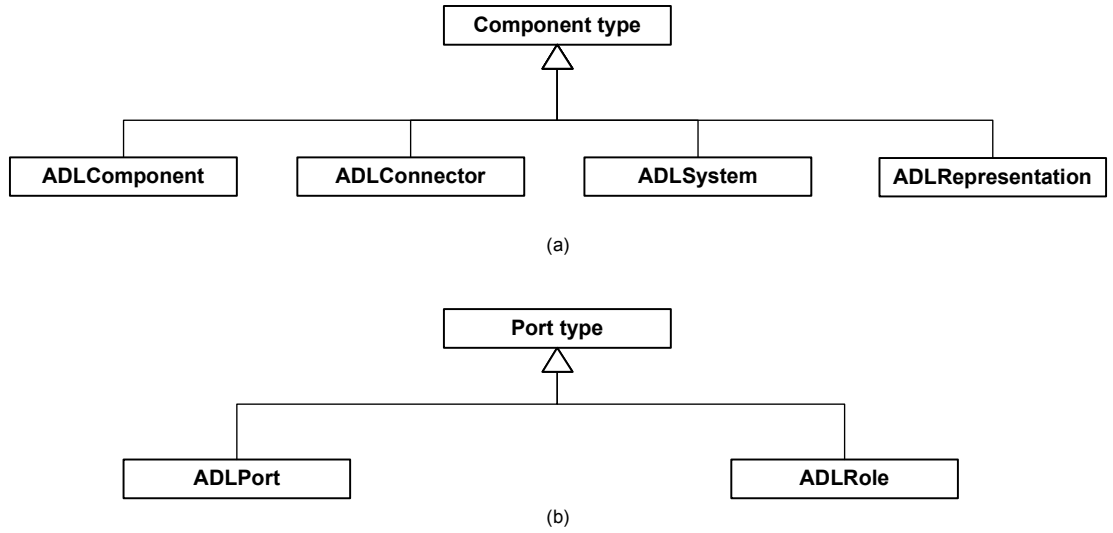 Component type
ADLComponent
ADLConnector
ADLSystem
ADLRepresentation
(a)
Port type
ADLPort
ADLRole
(b)